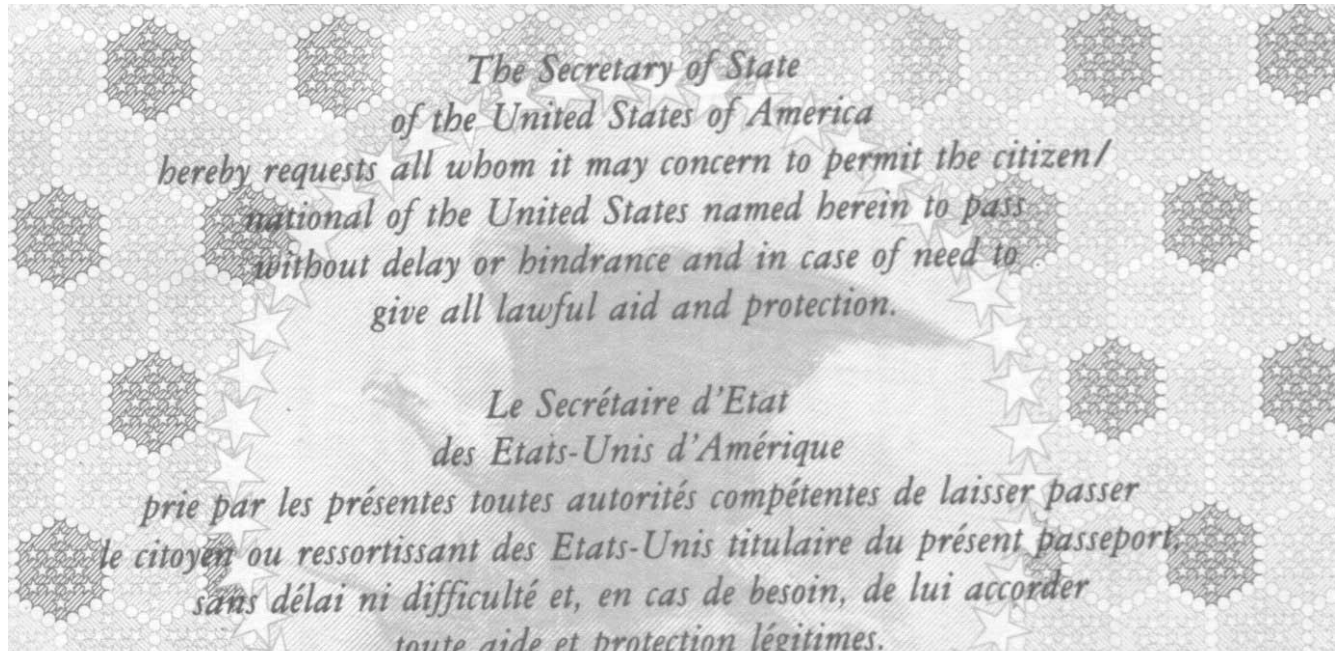 The Secretary of State
of the United States of America
hereby requests all whom it may concern to permit the citizen/
national of the United States named herein to pass
without delay or hindrance and in case of need to
give all lawful aid and protection.
Le Secrétaire d'Etat
des Etats-Unis d'Amérique
prie par les présentes toutes autorités compétentes de laisser passer
le citoyen ou ressortissant des Etats-Unis titulaire du présent passeport,
sans délai ni difficulté et, en cas de besoin, de lui accorder
toute aide et protection légitimes.